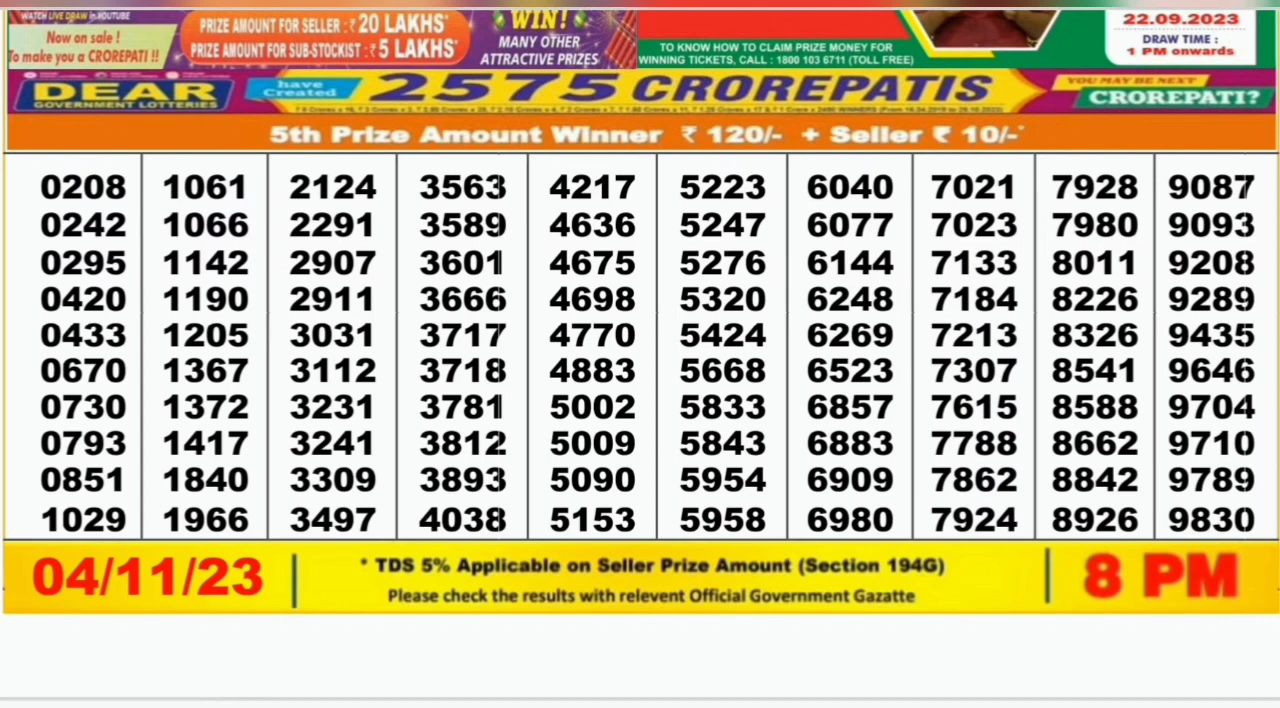 WATCH LIVE DRAW in YOUTUBE
Now on sale !
To make you a CROREPATI !!
PRIZE AMOUNT FOR SELLER : ₹ 20 LAKHS*
PRIZE AMOUNT FOR SUB-STOCKIST : ₹ 5 LAKHS*
WIN!
MANY OTHER
ATTRACTIVE PRIZES
TO KNOW HOW TO CLAIM PRIZE MONEY FOR
WINNING TICKETS, CALL : 1800 103 6711 (TOLL FREE)
22.09.2023
DRAW TIME :
1 PM onwards
DEAR
GOVERNMENT LOTTERIES
have
Created
2575 CROREPATIS
YOU MAY BE NEXT
CROREPATI?
5th Prize Amount Winner ₹ 120/- + Seller ₹ 10/-*
0208 1061 2124 3563 4217 5223 6040 7021 7928 9087
0242 1066 2291 3589 4636 5247 6077 7023 7980 9093
0295 1142 2907 3601 4675 5276 6144 7133 8011 9208
0420 1190 2911 3666 4698 5320 6248 7184 8226 9289
0433 1205 3031 3717 4770 5424 6269 7213 8326 9435
0670 1367 3112 3718 4883 5668 6523 7307 8541 9646
0730 1372 3231 3781 5002 5833 6857 7615 8588 9704
0793 1417 3241 3812 5009 5843 6883 7788 8662 9710
0851 1840 3309 3893 5090 5954 6909 7862 8842 9789
1029 1966 3497 4038 5153 5958 6980 7924 8926 9830
04/11/23
* TDS 5% Applicable on Seller Prize Amount (Section 194G)
Please check the results with relevent Official Government Gazatte
8 PM